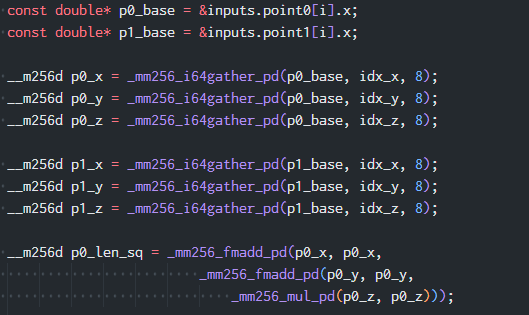 const double* p0_base = &inputs.point0[i].x;
const double* p1_base = &inputs.point1[i].x;
__m256d p0_x = _mm256_i64gather_pd(p0_base, idx_x, 8);
__m256d p0_y = _mm256_i64gather_pd(p0_base, idx_y, 8);
__m256d p0_z = _mm256_i64gather_pd(p0_base, idx_z, 8);
__m256d p1_x = _mm256_i64gather_pd(p1_base, idx_x, 8);
__m256d p1_y = _mm256_i64gather_pd(p1_base, idx_y, 8);
__m256d p1_z = _mm256_i64gather_pd(p1_base, idx_z, 8);
__m256d p0_len_sq = _mm256_fmadd_pd(p0_x, p0_x,
_mm256_fmadd_pd(p0_y, p0_y,
_mm256_mul_pd(p0_z, p0_z)));